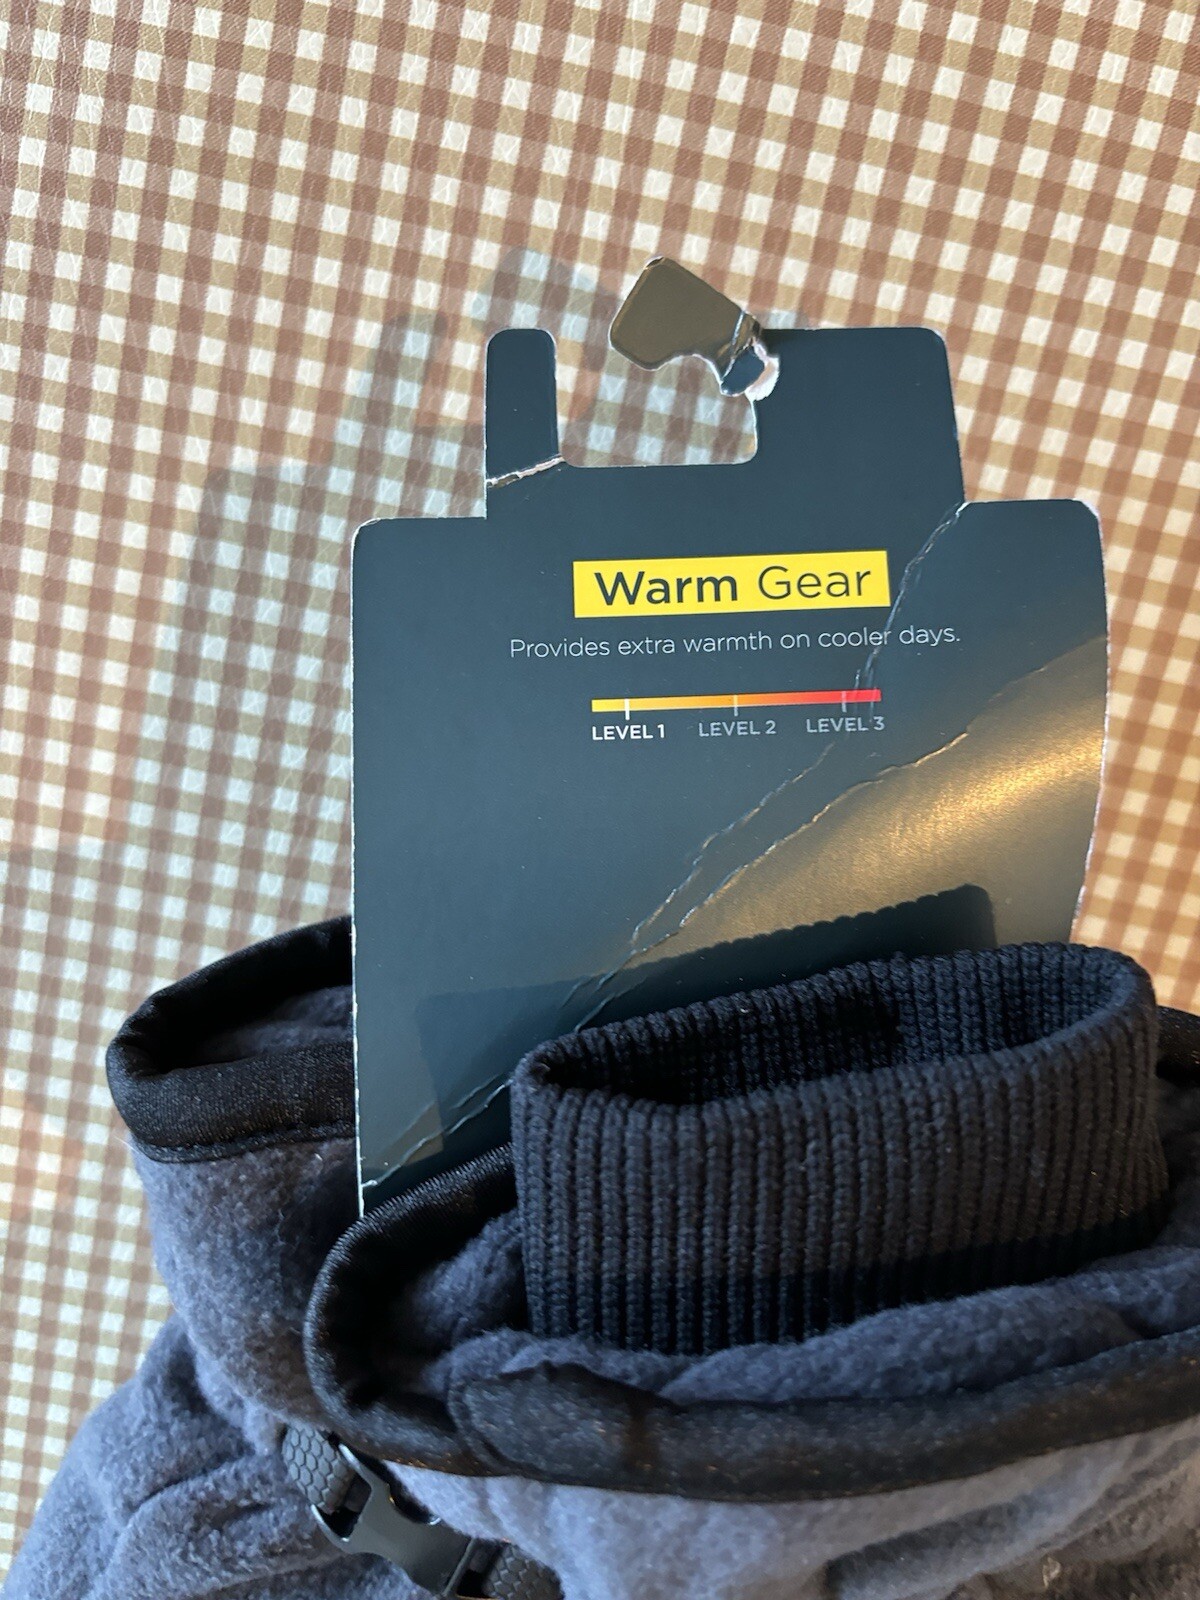 Warm Gear
Provides extra warmth on cooler days.
LEVEL 1 LEVEL 2 LEVEL 3